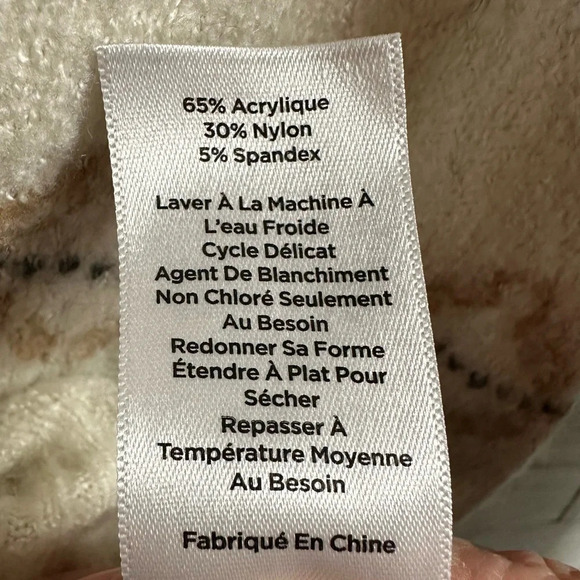 65% Acrylique
30% Nylon
5% Spandex
Laver À La Machine À
L'eau Froide
Cycle Délicat
Agent De Blanchiment
Non Chloré Seulement
Au Besoin
Redonner Sa Forme
Étendre À Plat Pour
Sécher
Repasser À
Température Moyenne
Au Besoin
Fabriqué En Chine